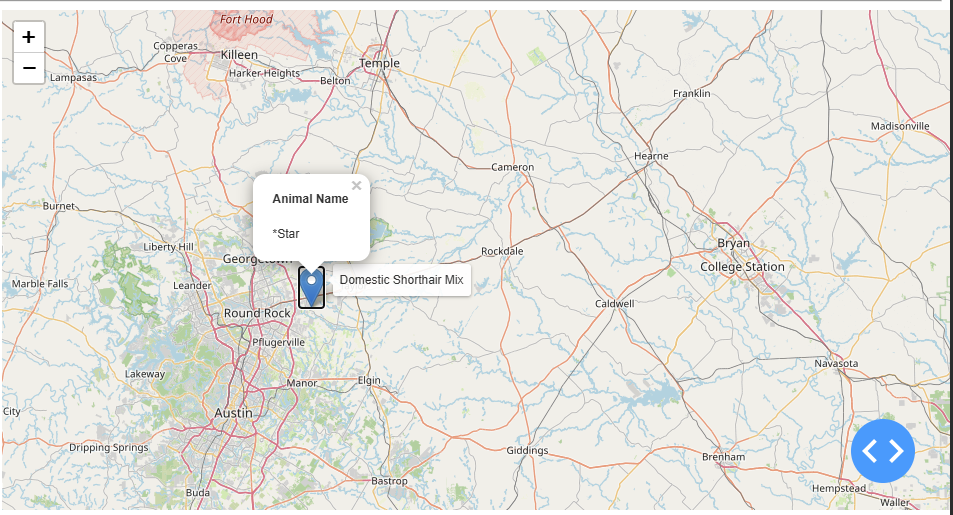 Fort Hood
+
−
Copperas
Cove
Killeen
Harker Heights
Temple
Lampasas
Belton
Franklin
Madisonville
Hearne
Cameron
Animal Name
×
*Star
Burnet
Liberty Hill
Rockdale
Bryan
College Station
Marble Falls
Leander
Domestic Shorthair Mix
Round Rock
Caldwell
Pflugerville
Navasota
Lakeway
Manor
Elgin
City
Austin
Dripping Springs
Giddings
Brenham
Bastrop
Buda
Hempstead
Waller